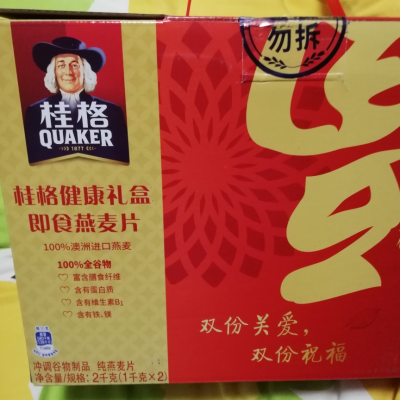 勿拆
桂格
QUAKER
桂格健康礼盒
即食燕麦片
100%澳洲进口燕麦
100%全谷物
富含膳食纤维
含有蛋白质
含有维生素B₁
含有铁、镁
双份关爱，
双份祝福
冲调谷物制品 纯燕麦片
净含量/规格：2千克(1千克×2)